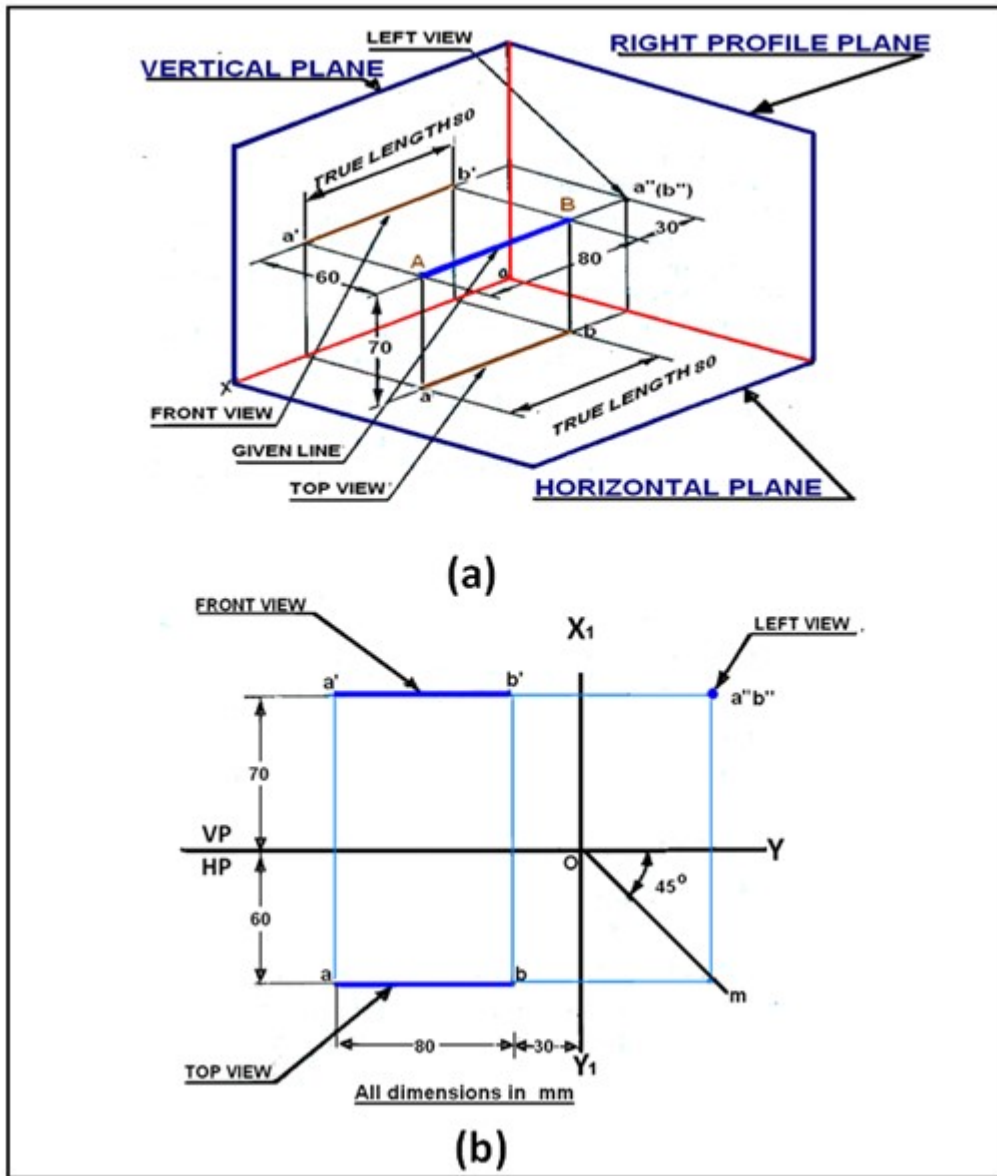 LEFT VIEW
RIGHT PROFILE PLANE
VERTICAL PLANE
TRUE LENGTH 80
b'
a"(b")
a'
B
30
A
80
60
o
b
70
X
a
TRUE LENGTH 80
FRONT VIEW
GIVEN LINE
TOP VIEW
HORIZONTAL PLANE
(a)
FRONT VIEW
X1
LEFT VIEW
a'
b'
a"b"
70
VP
Y
HP
O
45°
60
a
b
m
80
30
Y1
TOP VIEW
All dimensions in mm
(b)